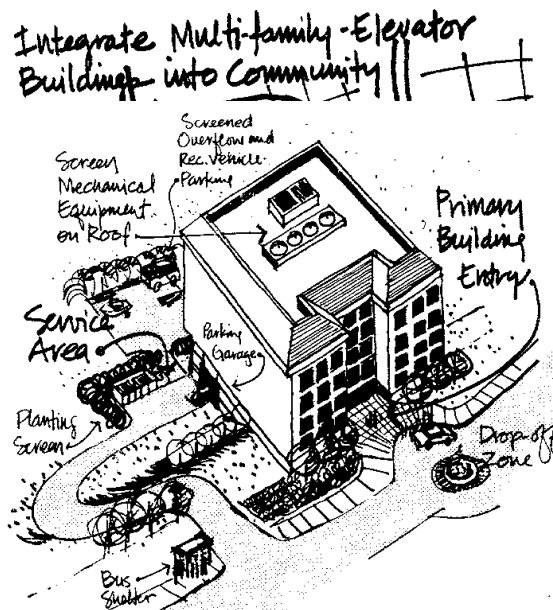 Integrate Multi-family-Elevator
Buildings into Community
Screened
Overflow and
Rec. Vehicle
Parking
Screen
Mechanical
Equipment
on Roof
Primary
Building
Entry
Service
Area
Parking
Garage
Planting
Screen
Drop-off
Zone
Bus
Shelter